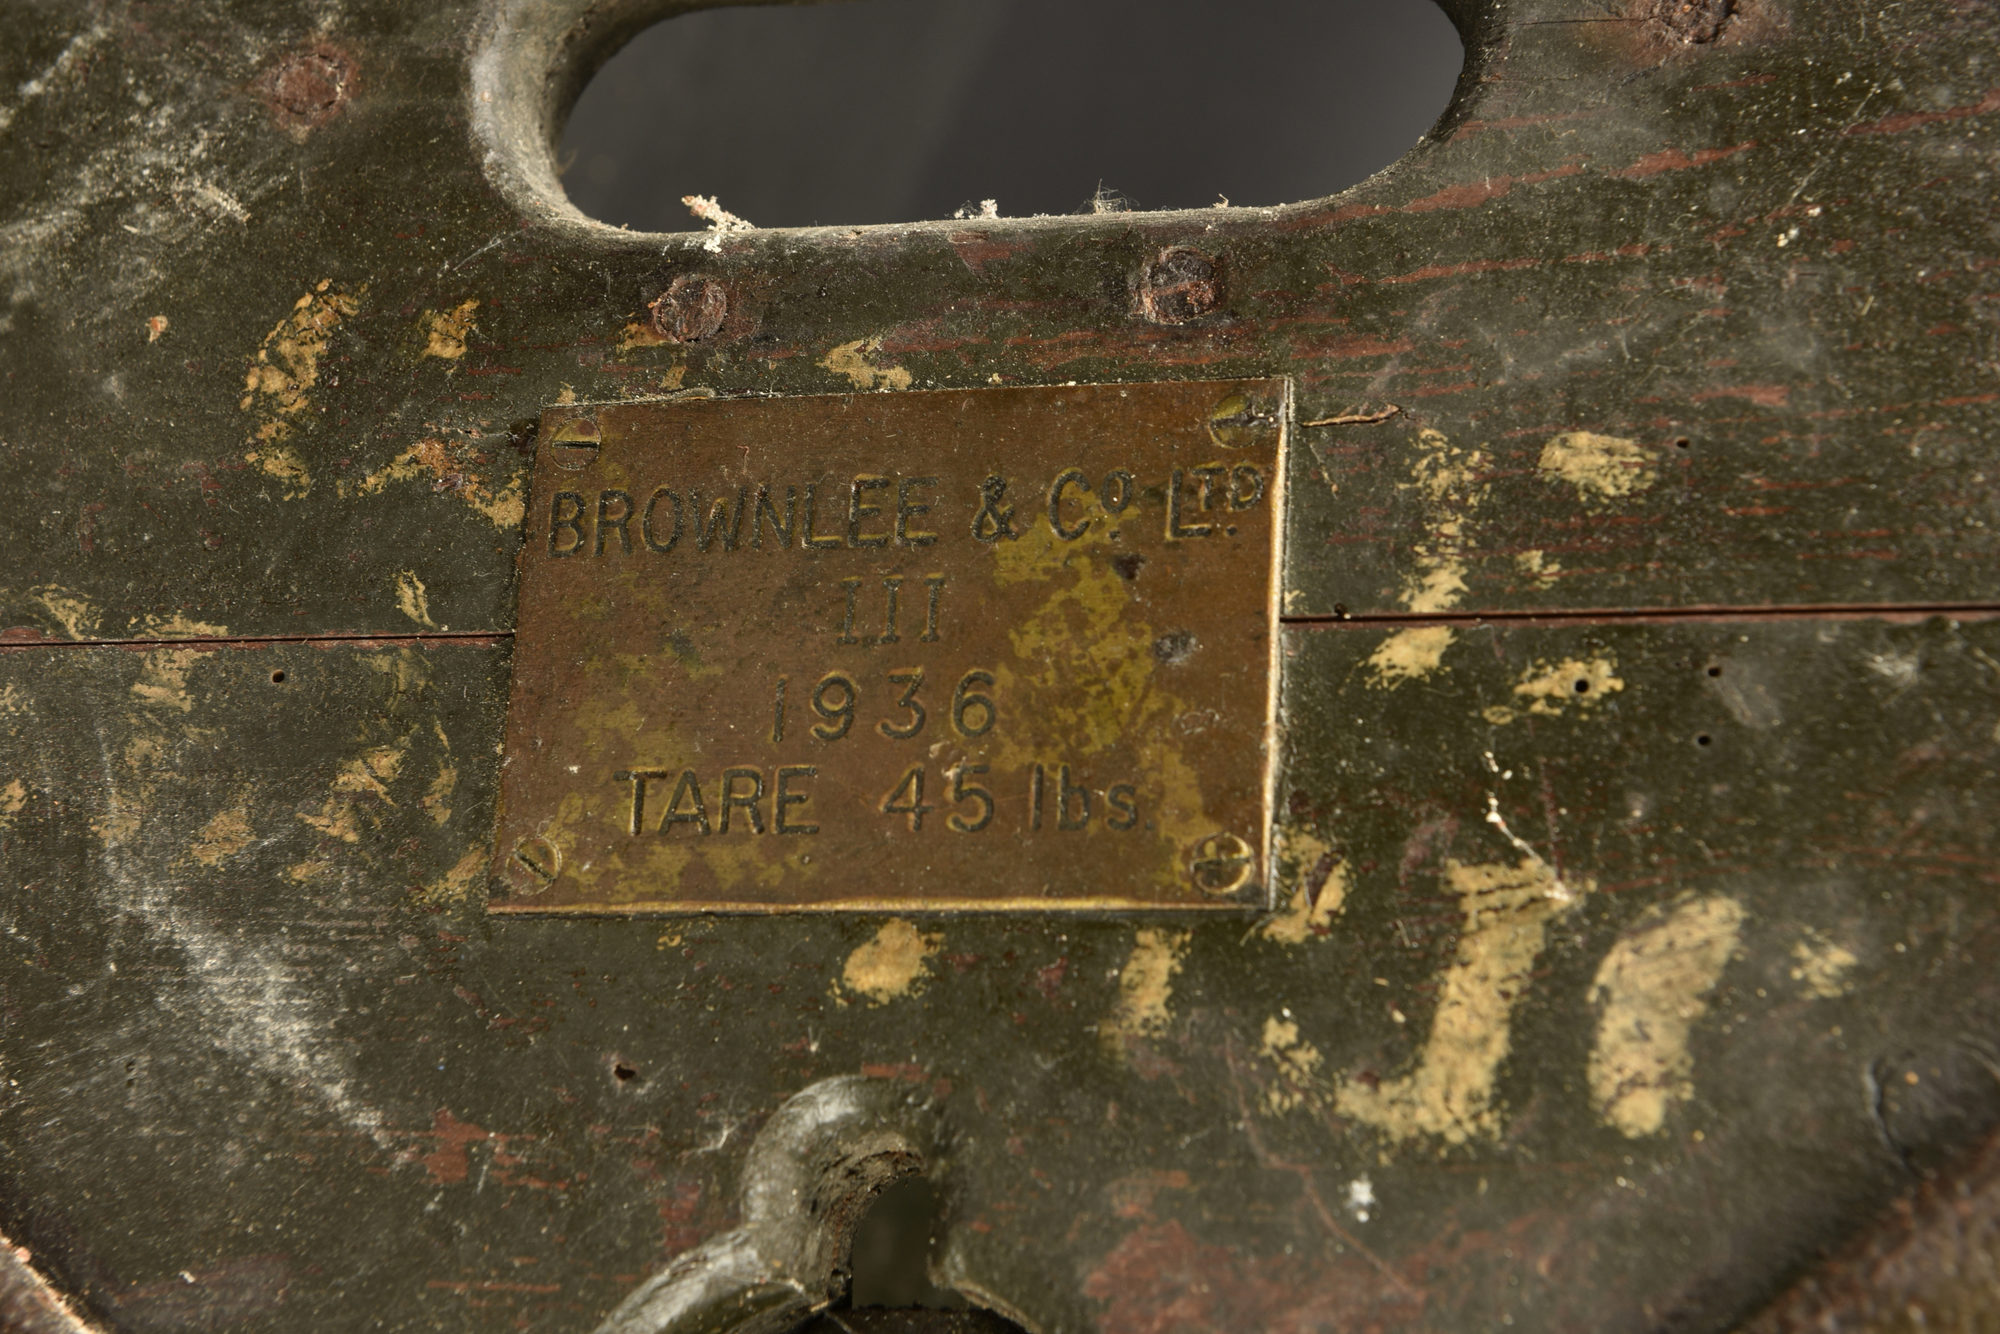 BROWNLEE & Co. LTD.
III
1936
TARE 45 lbs.